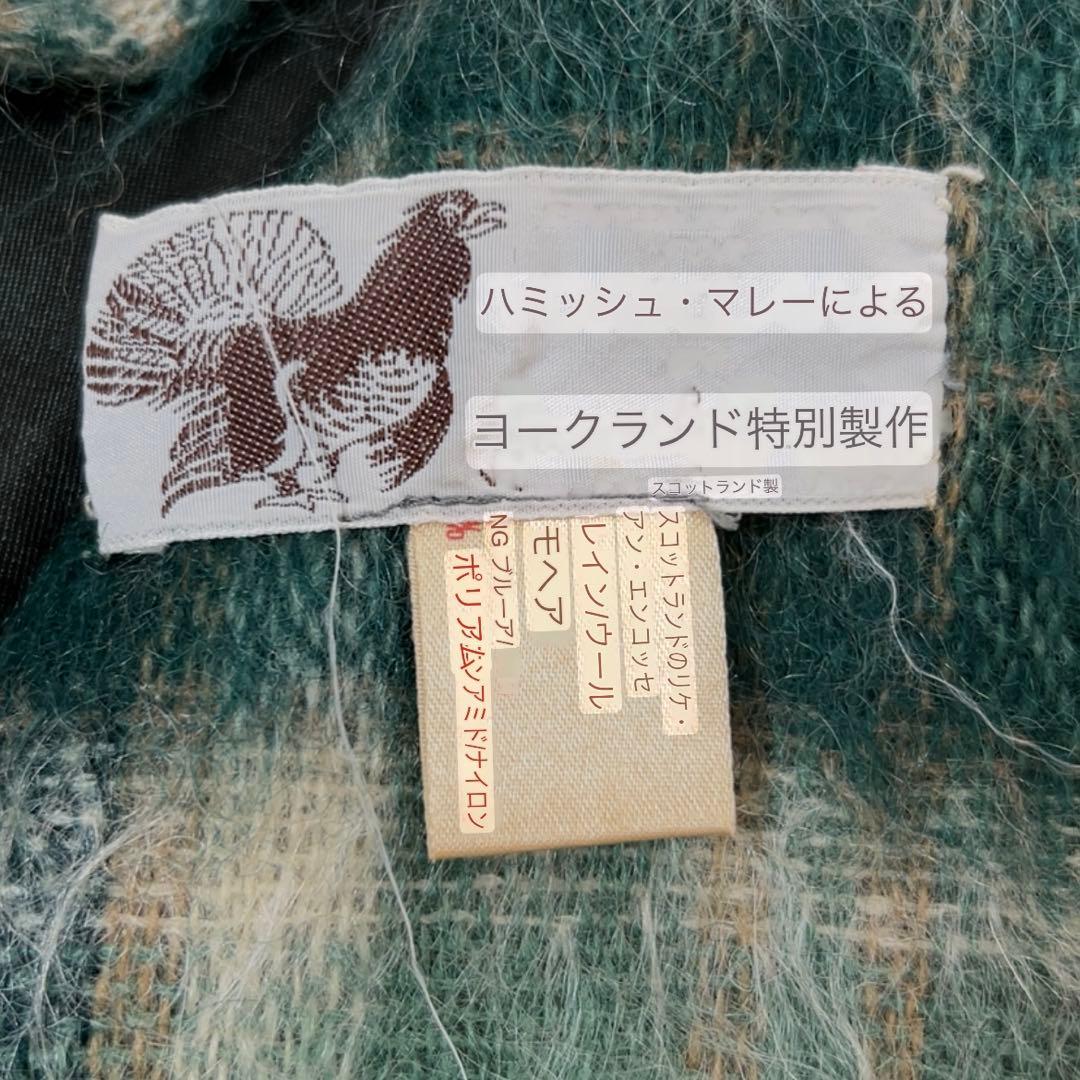 ハミッシュ・マレーによる
ヨークランド特別製作
スコットランド製
スコットランドのリケ・
アン・エンコッセ
レイン/ウール
モヘア
NG ブルーア/
%
ポリアムンアミド/ナイロン